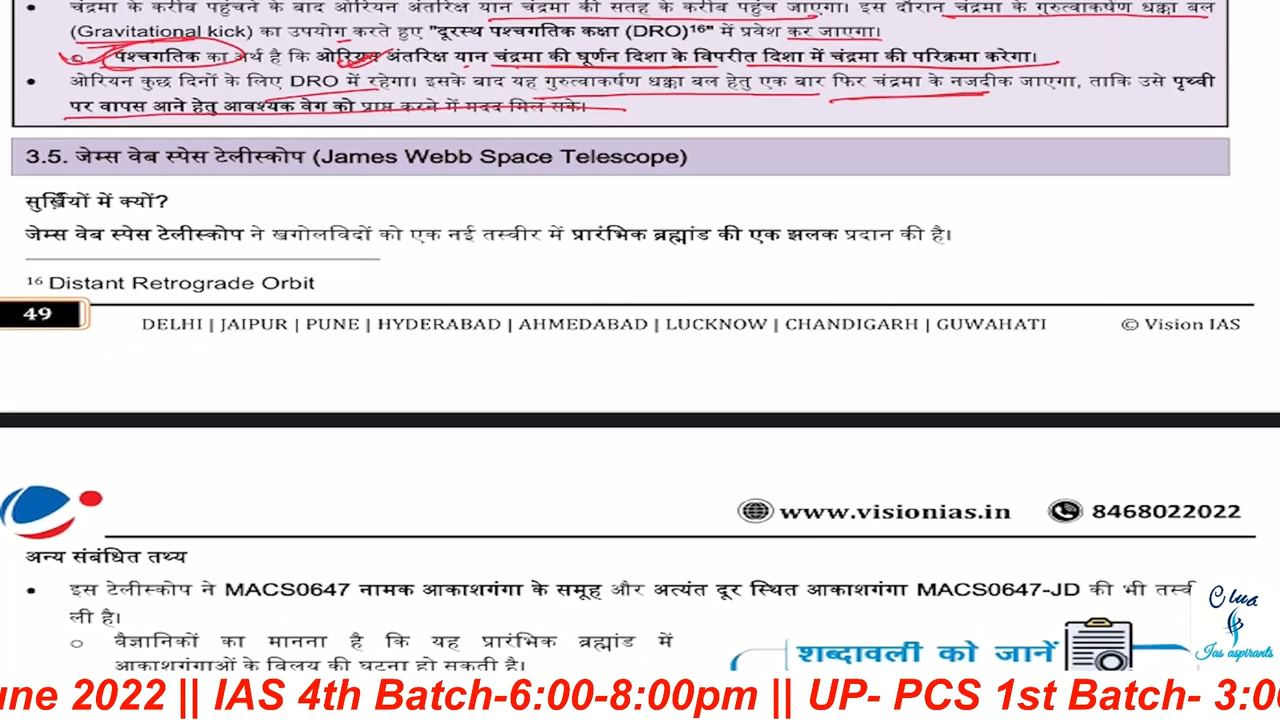 चंद्रमा के करीब पहुंचने के बाद ओरियन अंतरिक्ष यान चंद्रमा की सतह के करीब पहुंच जाएगा। इस दौरान चंद्रमा के गुरुत्वाकर्षण धक्का बल
(Gravitational kick) का उपयोग करते हुए "दूरस्थ पश्चगतिक कक्षा (DRO)16" में प्रवेश कर जाएगा।
पश्चगतिक का अर्थ है कि ओरियन अंतरिक्ष यान चंद्रमा की घूर्णन दिशा के विपरीत दिशा में चंद्रमा की परिक्रमा करेगा।
ओरियन कुछ दिनों के लिए DRO में रहेगा। इसके बाद यह गुरुत्वाकर्षण धक्का बल हेतु एक बार फिर चंद्रमा के नजदीक जाएगा, ताकि उसे पृथ्वी
पर वापस आने हेतु आवश्यक वेग को प्राप्त करने में मदद मिल सके।
3.5. जेम्स वेब स्पेस टेलीस्कोप (James Webb Space Telescope)
सुर्ख़ियों में क्यों?
जेम्स वेब स्पेस टेलीस्कोप ने खगोलविदों को एक नई तस्वीर में प्रारंभिक ब्रह्मांड की एक झलक प्रदान की है।
16 Distant Retrograde Orbit
49
DELHI | JAIPUR | PUNE | HYDERABAD | AHMEDABAD | LUCKNOW | CHANDIGARH | GUWAHATI © Vision IAS
www.visionias.in 8468022022
अन्य संबंधित तथ्य
इस टेलीस्कोप ने MACS0647 नामक आकाशगंगा के समूह और अत्यंत दूर स्थित आकाशगंगा MACS0647-JD की भी तस्वी
ली है।
वैज्ञानिकों का मानना है कि यह प्रारंभिक ब्रह्मांड में
आकाशगंगाओं के विलय की घटना हो सकती है।
शब्दावली को जानें
Ias aspirants
une 2022 || IAS 4th Batch-6:00-8:00pm || UP- PCS 1st Batch- 3:00